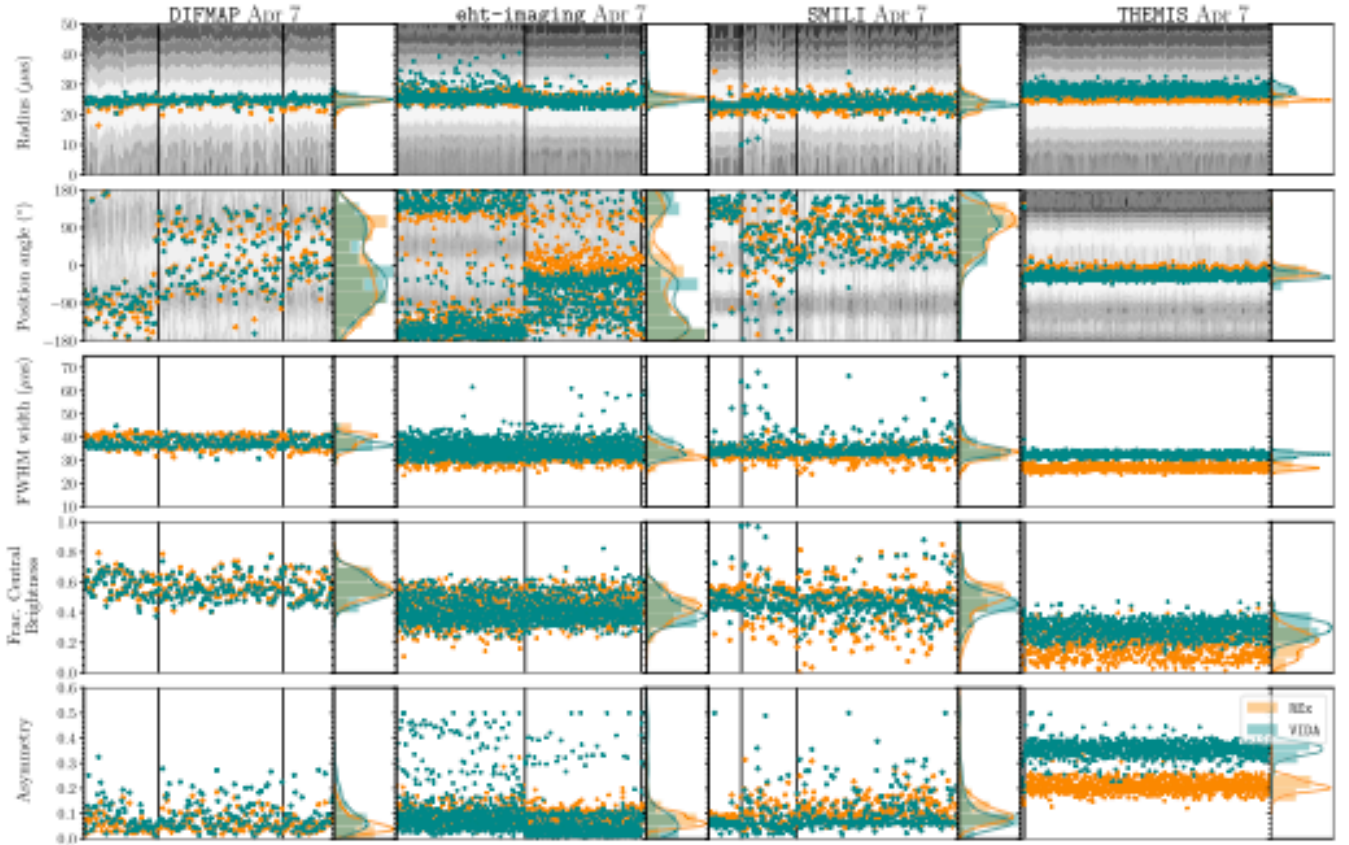 DIFMAP Apr 7
eht-imaging Apr 7
SMILI Apr 7
THEMIS Apr 7
50
40
30
20
10
0
Radius (μas)
180
90
0
−90
−180
Position angle (°)
70
60
50
40
30
20
10
FWHM width (μas)
1.0
0.8
0.6
0.4
0.2
0.0
Frac. Central
Brightness
0.6
0.5
0.4
0.3
0.2
0.1
0.0
Asymmetry
REx
VIDA